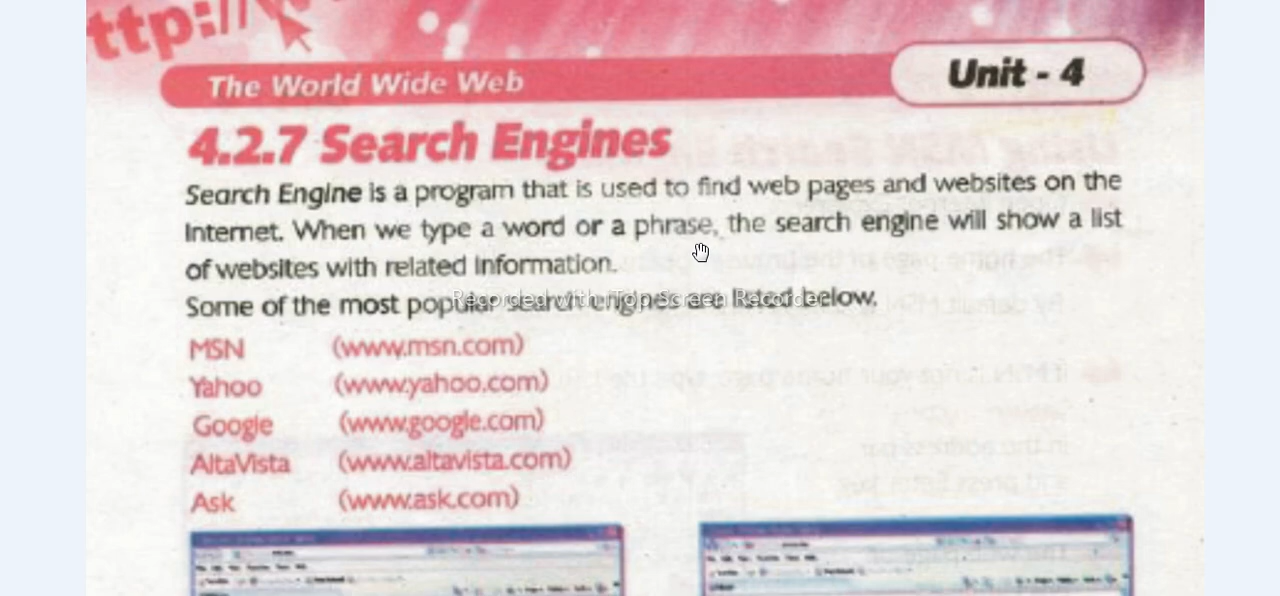 ttp://
The World Wide Web
Unit - 4
4.2.7 Search Engines
Search Engine is a program that is used to find web pages and websites on the
Internet. When we type a word or a phrase, the search engine will show a list
of websites with related information.
Recorded with iTop Screen Recorder
Some of the most popular search engines are listed below.
MSN (www.msn.com)
Yahoo (www.yahoo.com)
Google (www.google.com)
AltaVista (www.altavista.com)
Ask (www.ask.com)